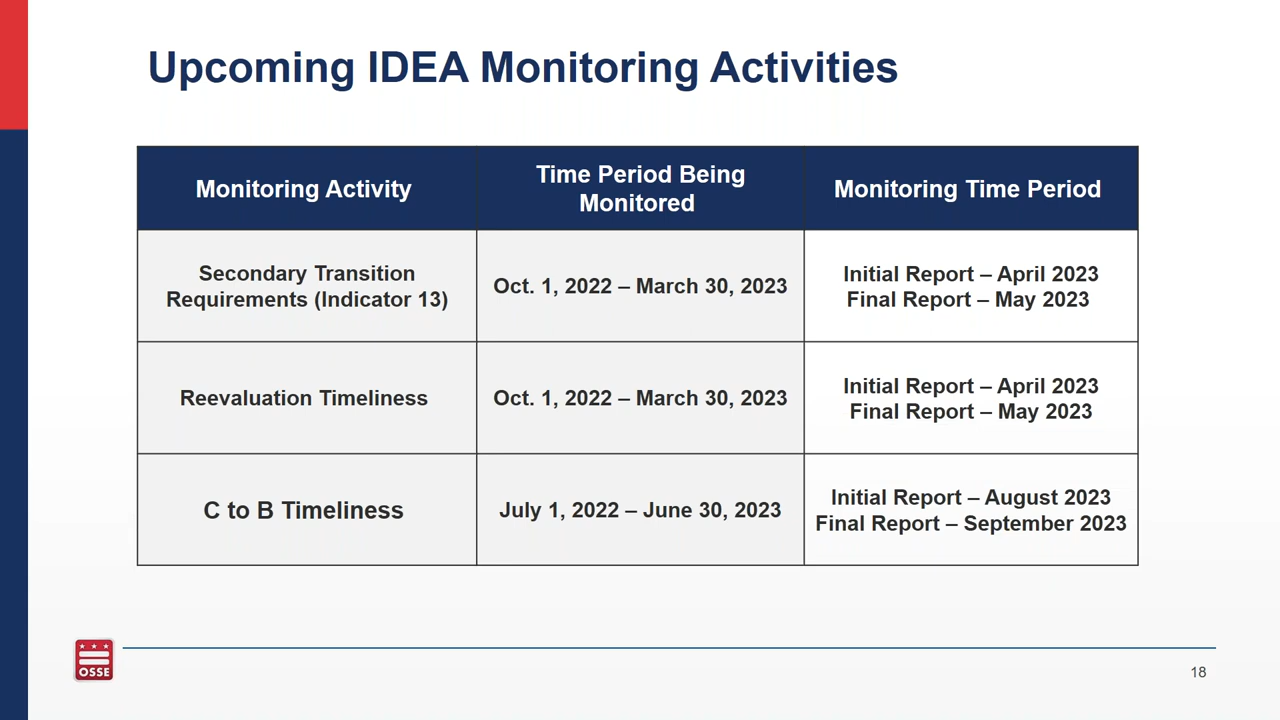 Upcoming IDEA Monitoring Activities
Monitoring Activity
Time Period Being
Monitored
Monitoring Time Period
Secondary Transition
Requirements (Indicator 13)
Oct. 1, 2022 – March 30, 2023
Initial Report – April 2023
Final Report – May 2023
Reevaluation Timeliness
Oct. 1, 2022 – March 30, 2023
Initial Report – April 2023
Final Report – May 2023
C to B Timeliness
July 1, 2022 – June 30, 2023
Initial Report – August 2023
Final Report – September 2023
OSSE
18